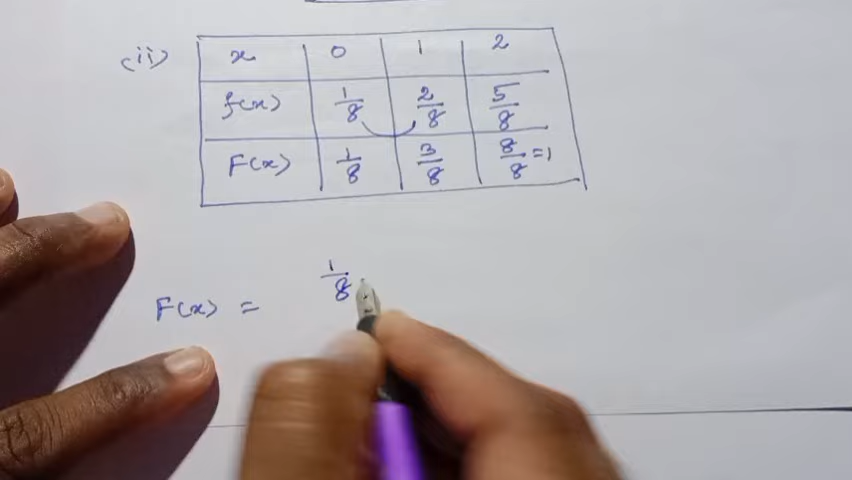 (ii) x 0 1 2
f(x) 1/8 2/8 5/8
F(x) 1/8 3/8 8/8 = 1
F(x) = 1/8